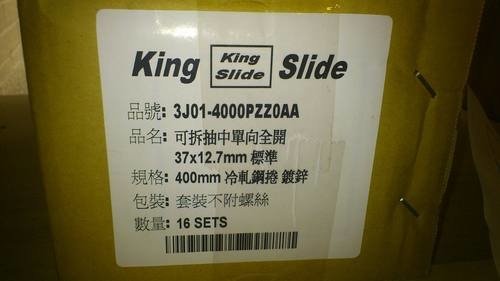 King King Slide Slide
品號: 3J01-4000PZZ0AA
品名: 可拆抽中單向全開
37x12.7mm 標準
規格: 400mm 冷軋鋼捲 鍍鋅
包裝: 套裝不附螺絲
數量: 16 SETS